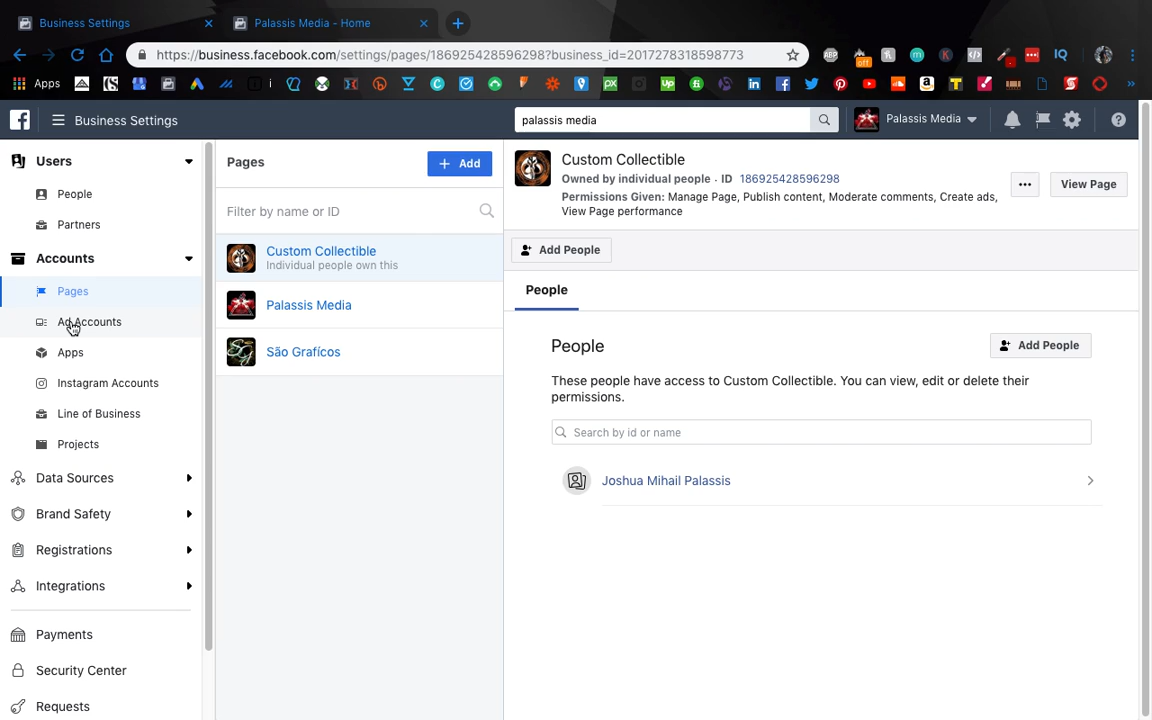 Business Settings
Palassis Media - Home
https://business.facebook.com/settings/pages/186925428596298?business_id=2017278318598773
Apps
Business Settings
palassis media
Palassis Media
Users
People
Partners
Accounts
Pages
Ad Accounts
Apps
Instagram Accounts
Line of Business
Projects
Data Sources
Brand Safety
Registrations
Integrations
Payments
Security Center
Requests
Pages
+ Add
Filter by name or ID
Custom Collectible
Individual people own this
Palassis Media
São Grafícos
Custom Collectible
Owned by individual people · ID 186925428596298
Permissions Given: Manage Page, Publish content, Moderate comments, Create ads,
View Page performance
View Page
Add People
People
People
Add People
These people have access to Custom Collectible. You can view, edit or delete their
permissions.
Search by id or name
Joshua Mihail Palassis